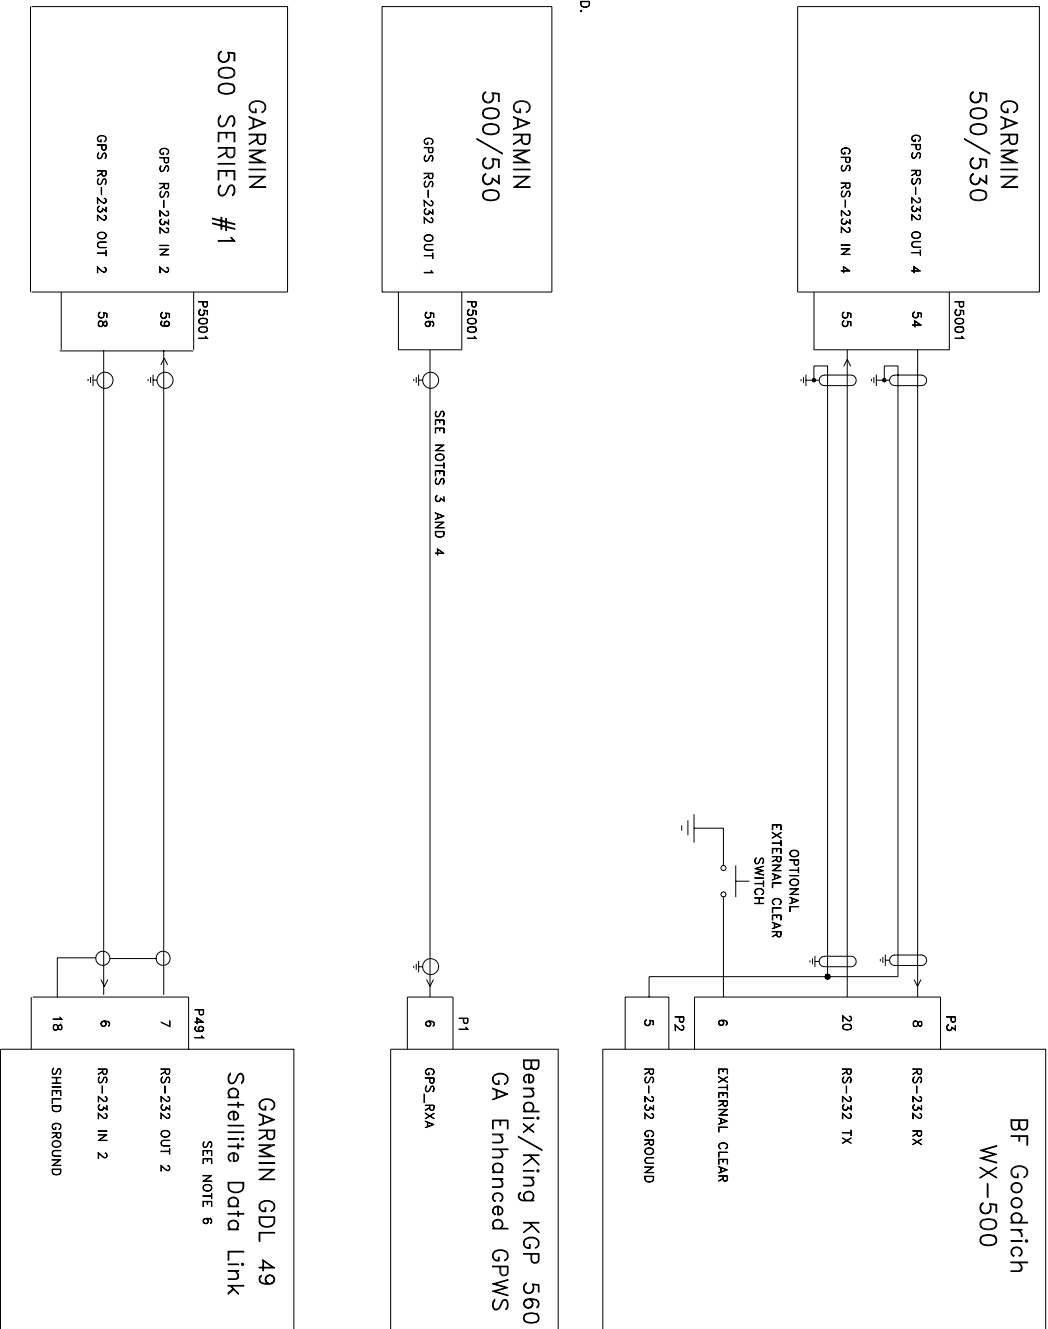 D.
GARMIN
500/530
GPS RS-232 OUT 4
GPS RS-232 IN 4
P5001
54
55
OPTIONAL
EXTERNAL CLEAR
SWITCH
P3
8
20
6
P2
5
BF Goodrich
WX-500
RS-232 RX
RS-232 TX
EXTERNAL CLEAR
RS-232 GROUND
GARMIN
500/530
GPS RS-232 OUT 1
P5001
56
SEE NOTES 3 AND 4
P1
6
Bendix/King KGP 560
GA Enhanced GPWS
GPS_RXA
GARMIN
500 SERIES #1
GPS RS-232 IN 2
GPS RS-232 OUT 2
P5001
59
58
P491
7
6
18
GARMIN GDL 49
Satellite Data Link
SEE NOTE 6
RS-232 OUT 2
RS-232 IN 2
SHIELD GROUND